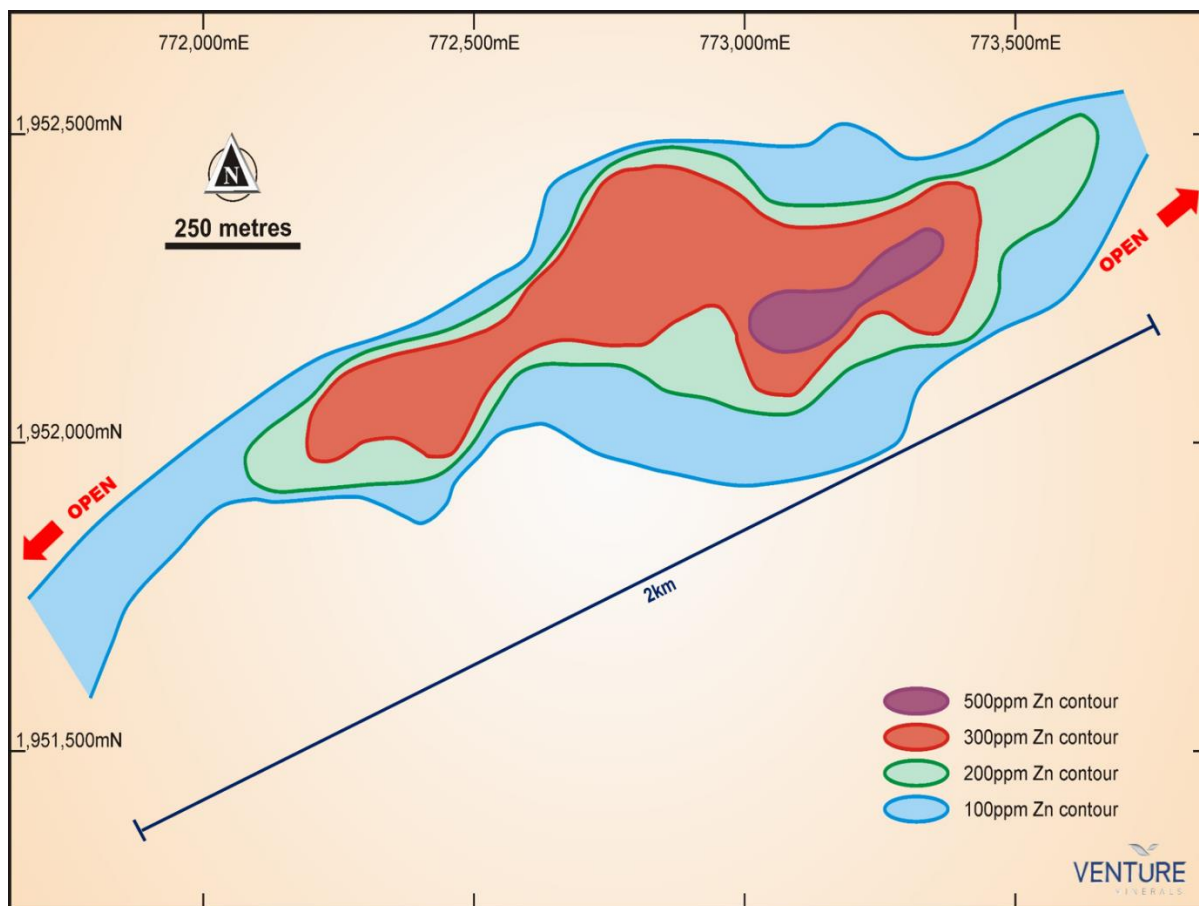 772,000mE
772,500mE
773,000mE
773,500mE
1,952,500mN
N
250 metres
OPEN
1,952,000mN
OPEN
2km
500ppm Zn contour
1,951,500mN
300ppm Zn contour
200ppm Zn contour
100ppm Zn contour
VENTURE
MINERALS